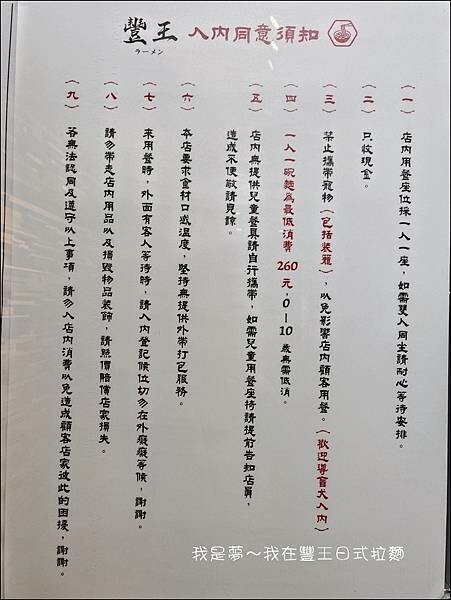 豐王 入內同意須知
ラーメン
(一) 店內用餐座位採一人一座，如需雙人同坐請耐心等待安排。
(二) 只收現金。
(三) 禁止攜帶寵物(包括裝籠)，以免影響店內顧客用餐。(歡迎導盲犬入內)
(四) 一人一碗麵為最低消費 260 元，0—10 歲無需低消。
(五) 店內無提供兒童餐具請自行攜帶，如需兒童用餐座椅請提前告知店員，
造成不便敬請見諒。
(六) 本店要求食材口感溫度，堅持無提供外帶打包服務。
(七) 來用餐時，外面有客人等待時，請入內登記候位切勿在外癡癡等候，謝謝。
(八) 請勿帶走店內用品以及損毀物品裝飾，請照價賠償店家損失。
(九) 若無法認同及遵守以上事項，請勿入店內消費以免造成顧客店家彼此的困擾，謝謝。
我是夢～我在豐王日式拉麵